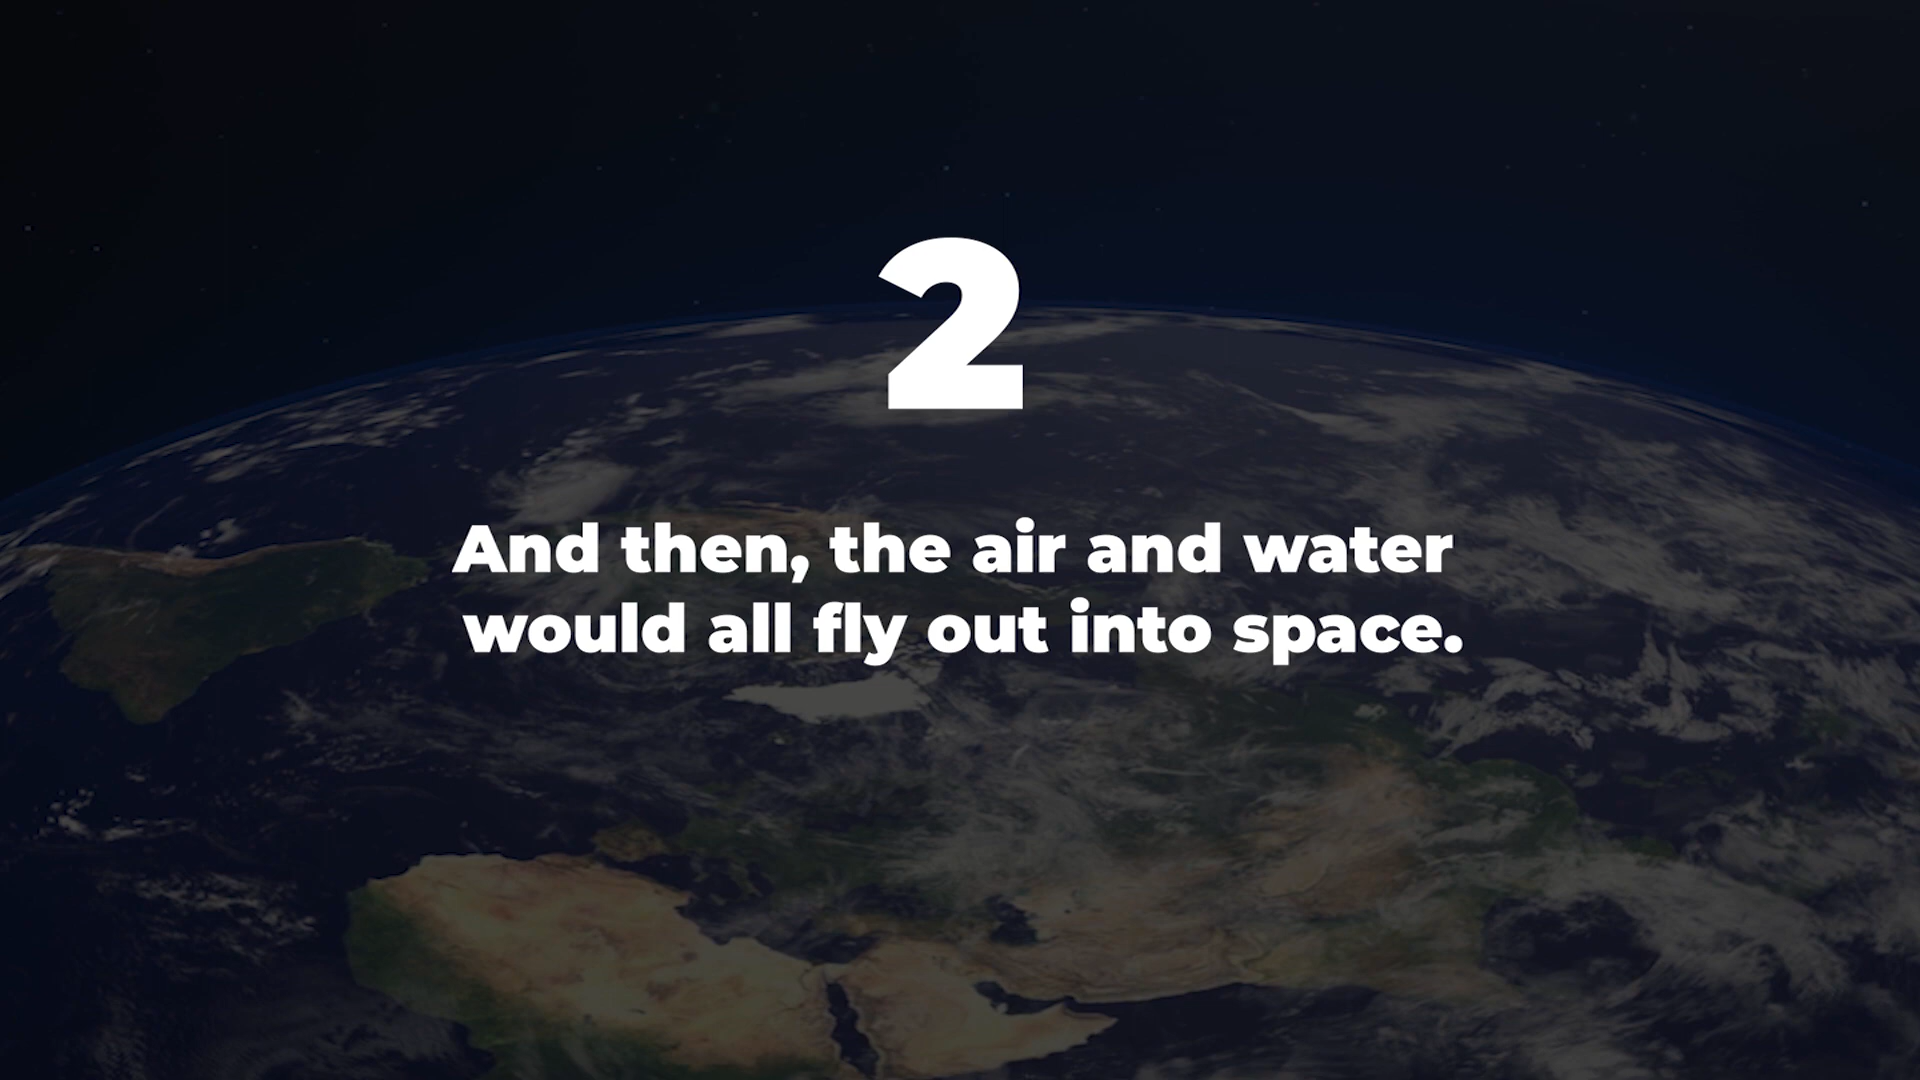 2
And then, the air and water
would all fly out into space.